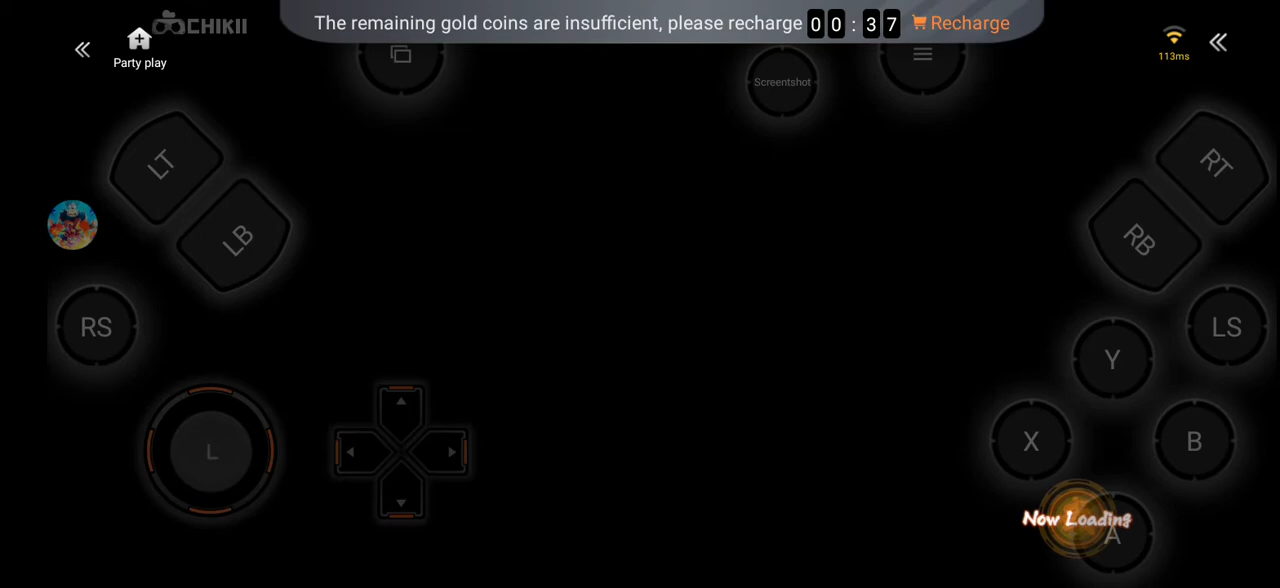 CHIKII
The remaining gold coins are insufficient, please recharge 00:37 Recharge
Party play
113ms
Screentshot
LT
RT
LB
RB
RS
LS
Y
L
X
B
Now Loading
A